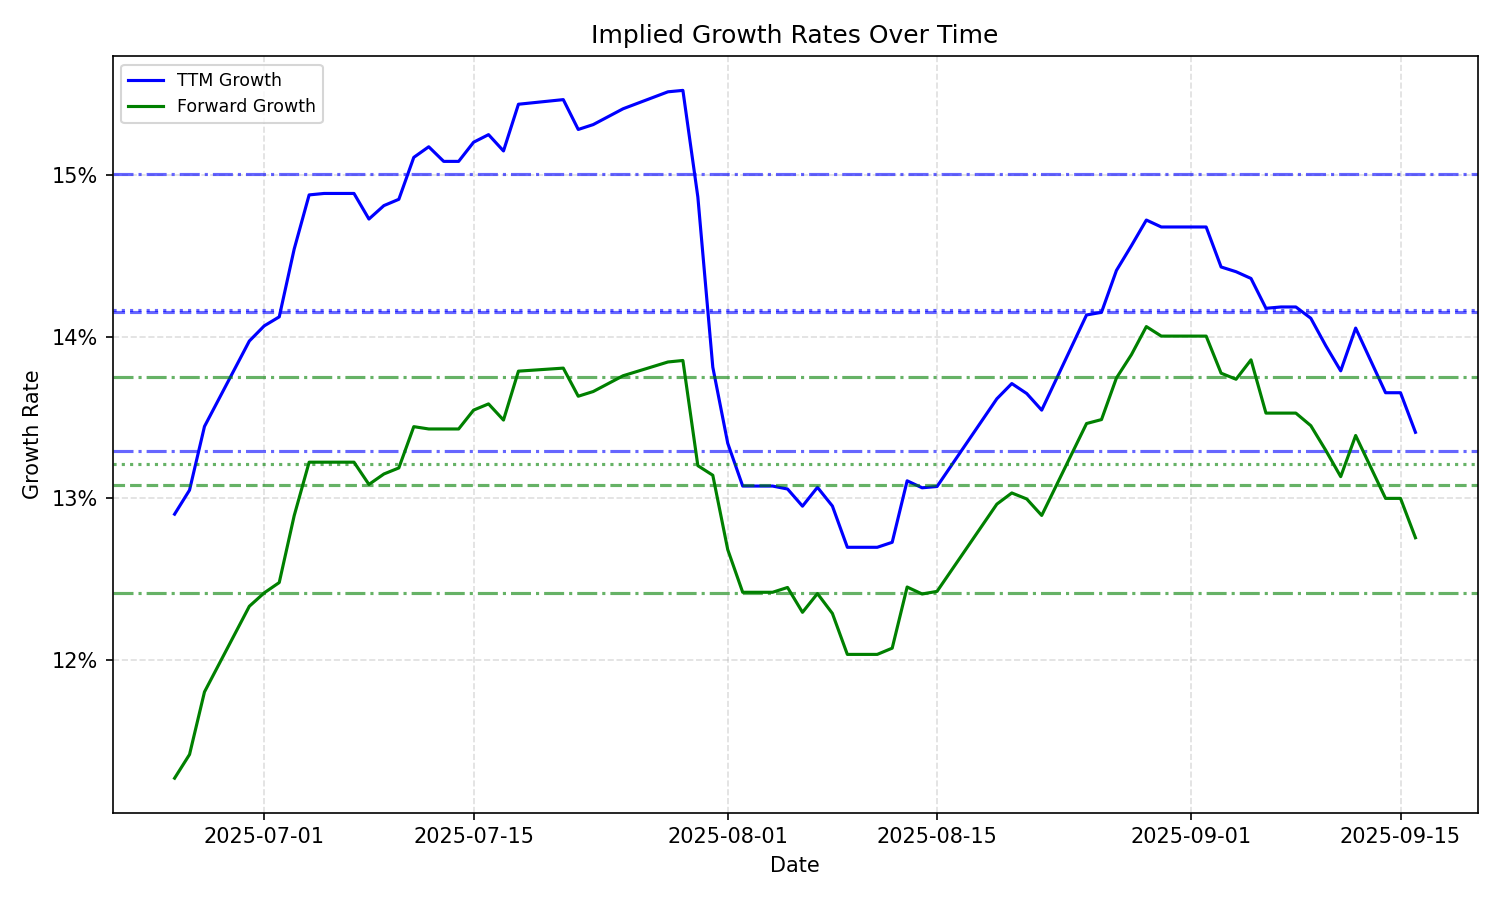 Implied Growth Rates Over Time
TTM Growth
Forward Growth
15%
14%
13%
12%
Growth Rate
2025-07-01
2025-07-15
2025-08-01
2025-08-15
2025-09-01
2025-09-15
Date